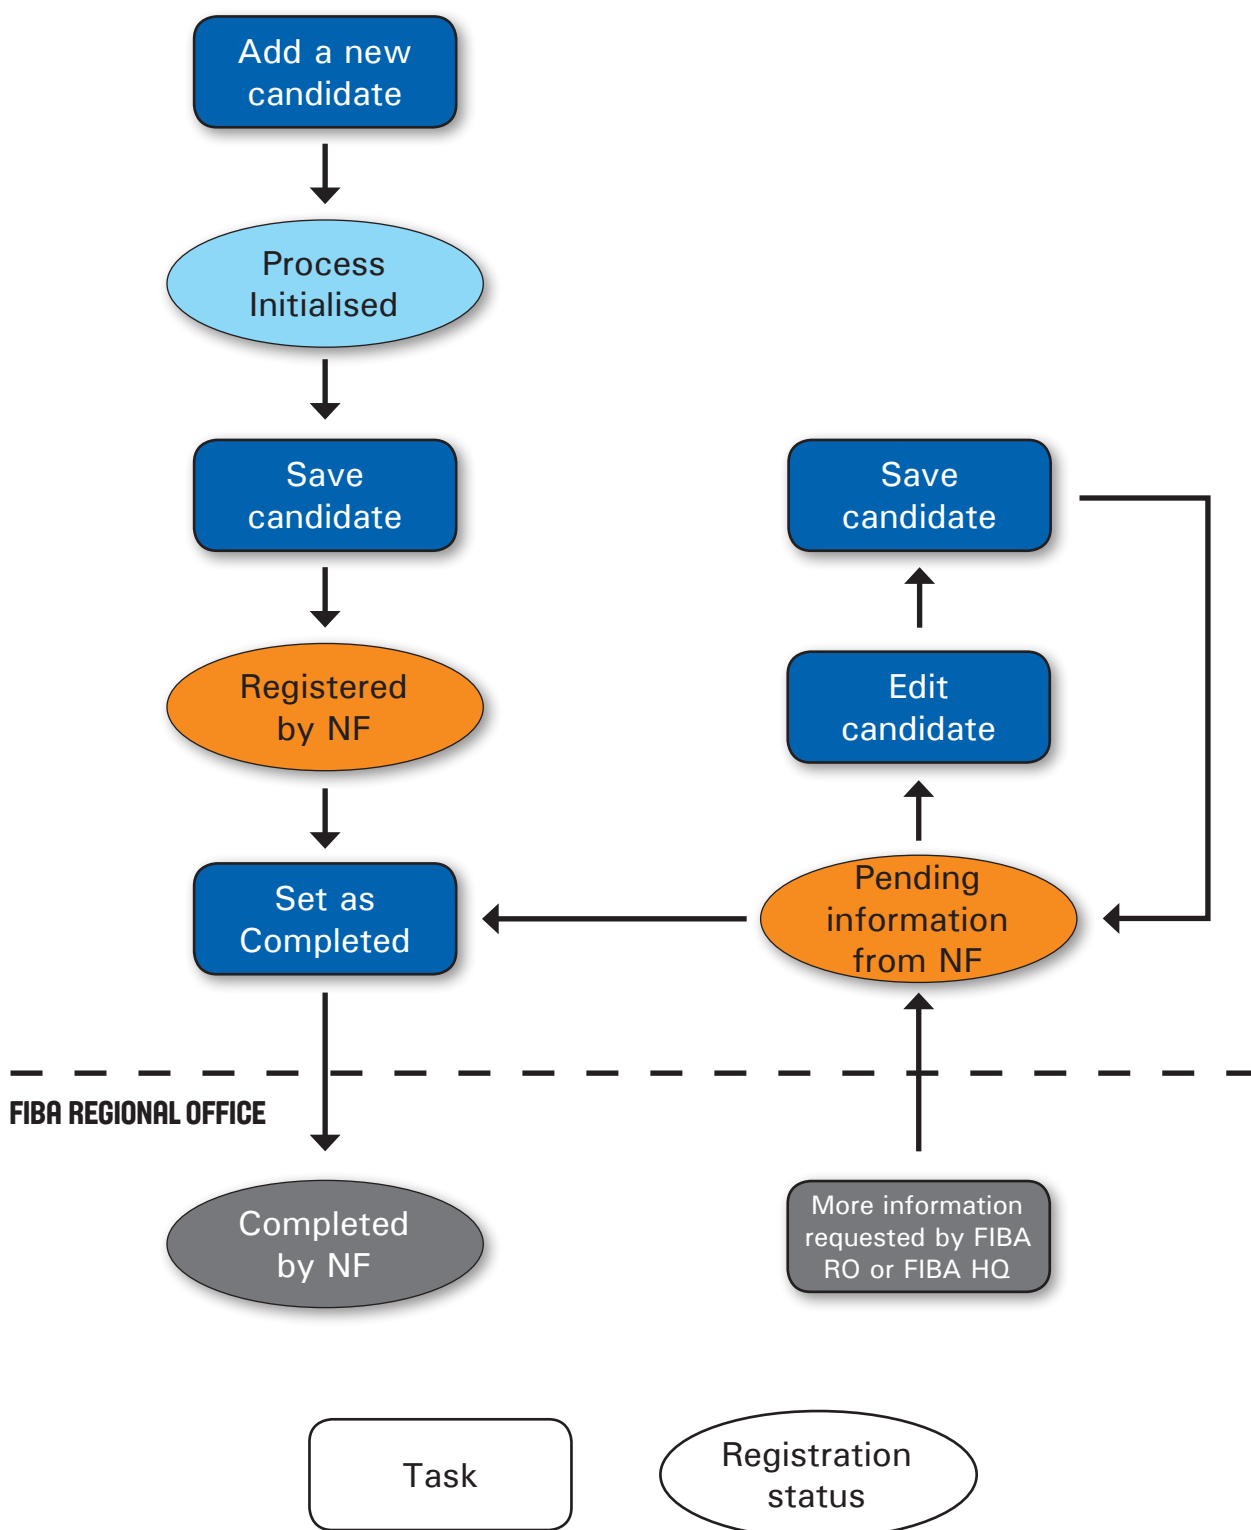 Add a new
candidate
Process
Initialised
Save
candidate
Registered
by NF
Set as
Completed
Save
candidate
Edit
candidate
Pending
information
from NF
FIBA REGIONAL OFFICE
Completed
by NF
More information
requested by FIBA
RO or FIBA HQ
Task
Registration
status